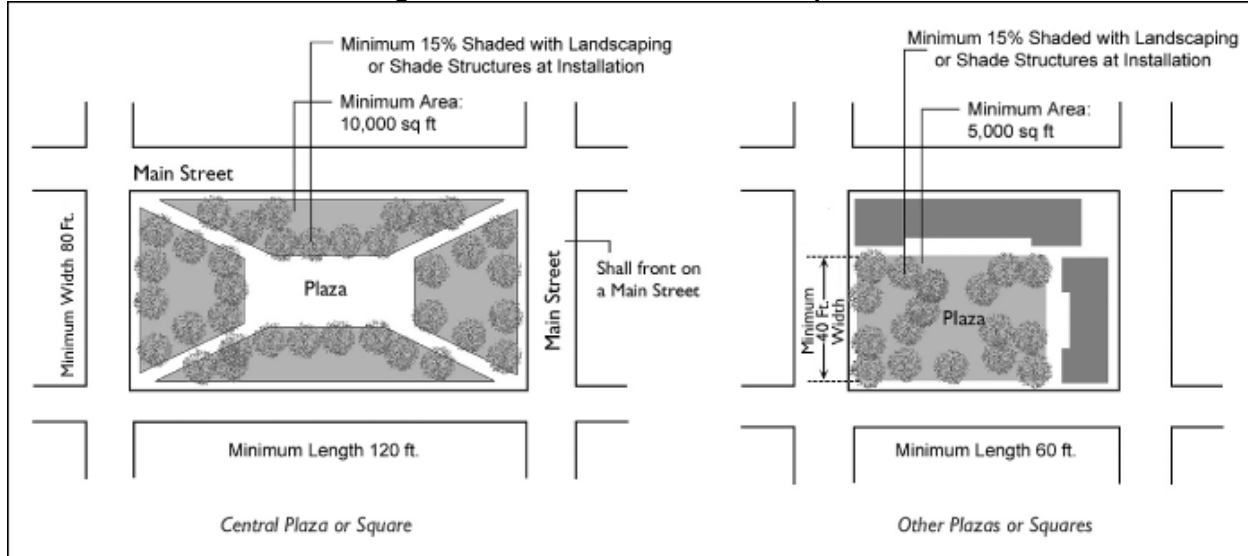 Minimum 15% Shaded with Landscaping
or Shade Structures at Installation
Minimum Area:
10,000 sq ft
Main Street
Minimum Width 80 Ft.
Plaza
Main Street
Shall front on
a Main Street
Minimum Length 120 ft.
Central Plaza or Square
Minimum 15% Shaded with Landscaping
or Shade Structures at Installation
Minimum Area:
5,000 sq ft
Minimum
40 Ft.
Width
Plaza
Minimum Length 60 ft.
Other Plazas or Squares